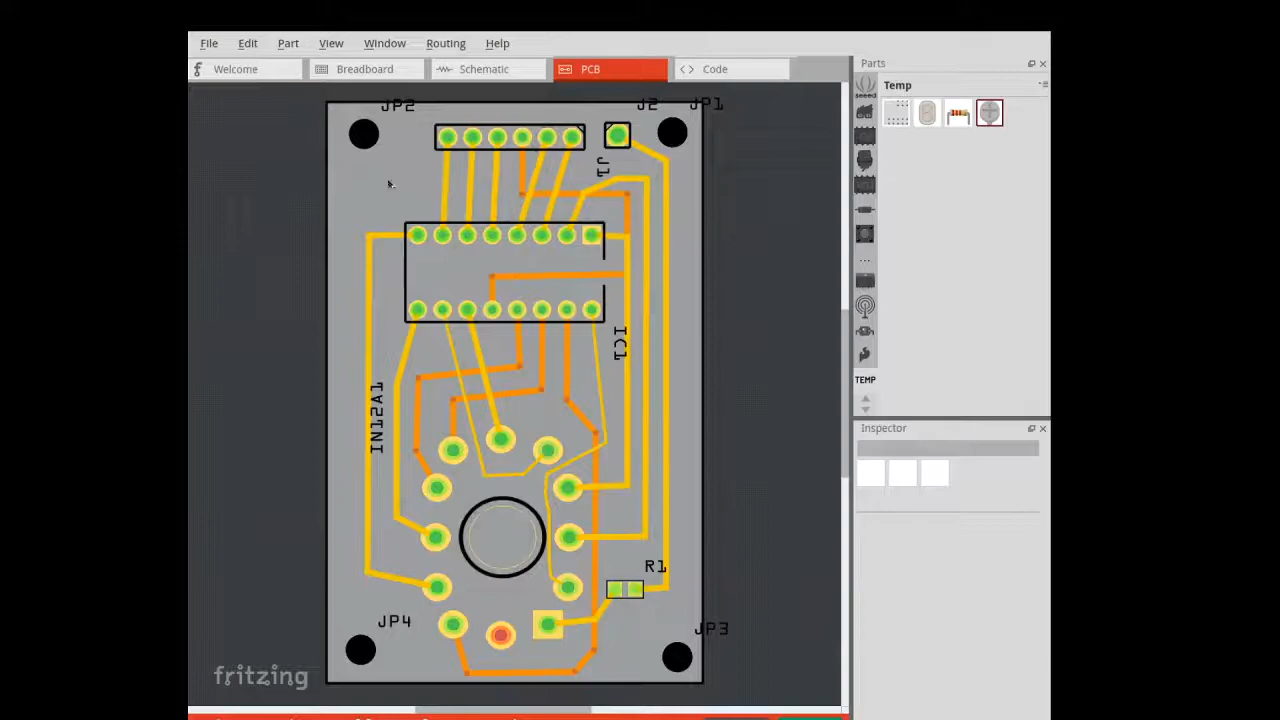 File Edit Part View Window Routing Help
Welcome Breadboard Schematic PCB Code
Parts
Temp
seeed
TEMP
Inspector
JP2 J2 JP1
J1
IC1
IN12A1
R1
JP4 JP3
fritzing